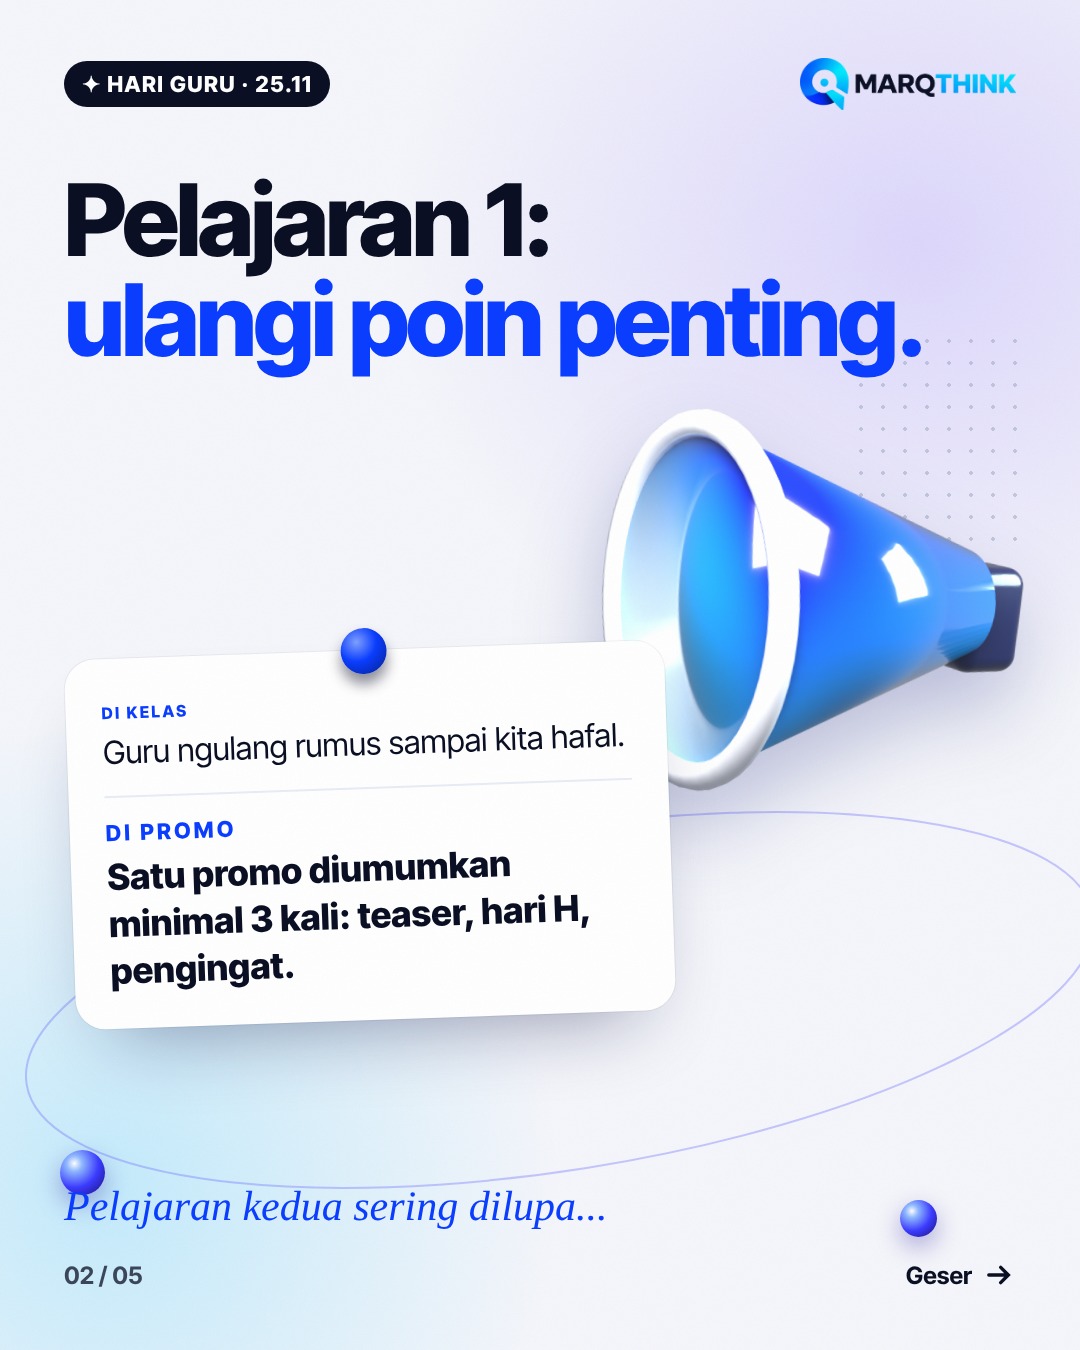 ✦ HARI GURU · 25.11
MARQTHINK
Pelajaran 1:
ulangi poin penting.
DI KELAS
Guru ngulang rumus sampai kita hafal.
DI PROMO
Satu promo diumumkan
minimal 3 kali: teaser, hari H,
pengingat.
Pelajaran kedua sering dilupa...
02 / 05
Geser →